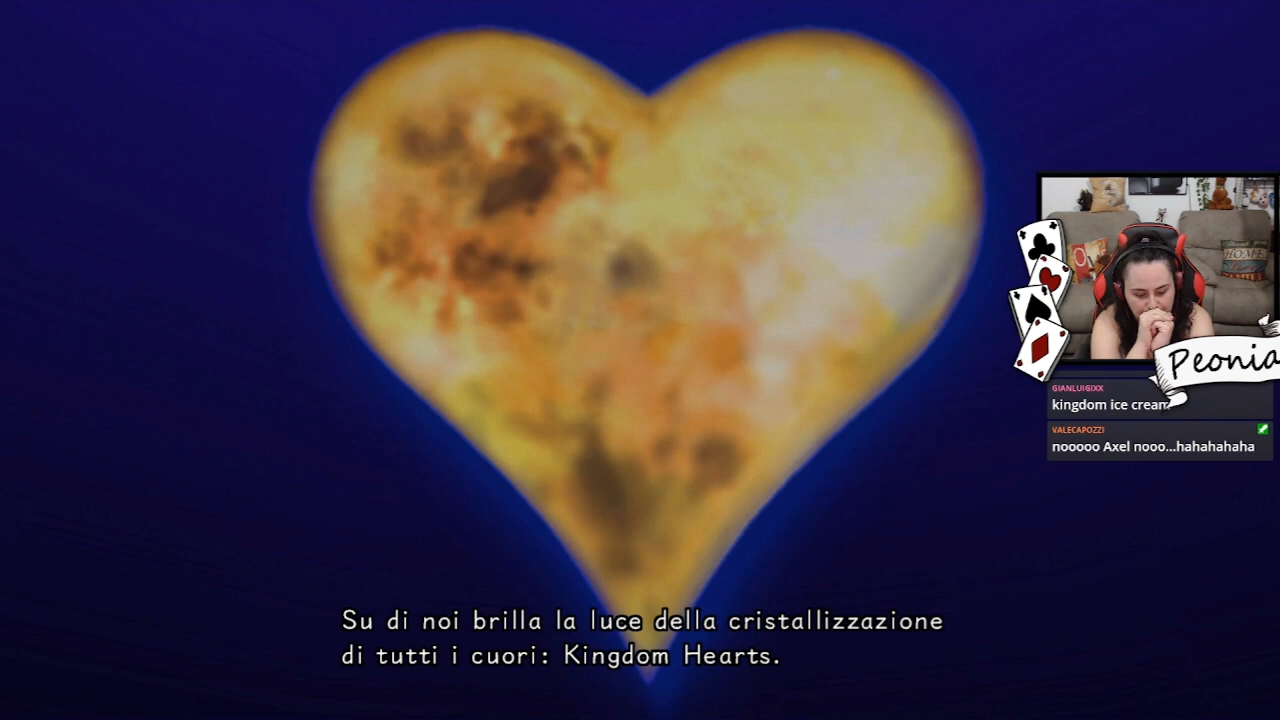 HOME
Peonia
GIANLUIGIXX
kingdom ice cream
VALECAPOZZI
nooooo Axel nooo...hahahahaha
Su di noi brilla la luce della cristallizzazione
di tutti i cuori: Kingdom Hearts.